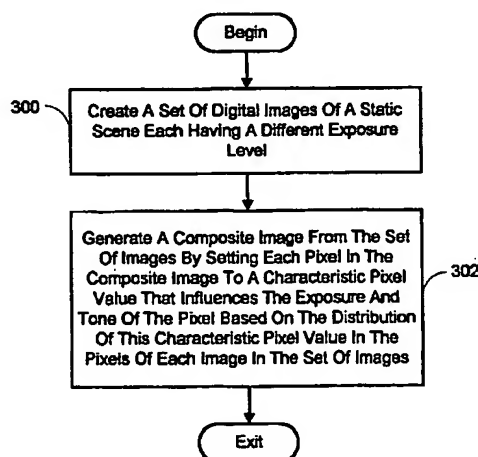 Begin
300
Create A Set Of Digital Images Of A Static
Scene Each Having A Different Exposure
Level
Generate A Composite Image From The Set
Of Images By Setting Each Pixel In The
Composite Image To A Characteristic Pixel
Value That Influences The Exposure And
Tone Of The Pixel Based On The Distribution
Of This Characteristic Pixel Value In The
Pixels Of Each Image In The Set Of Images
302
Exit